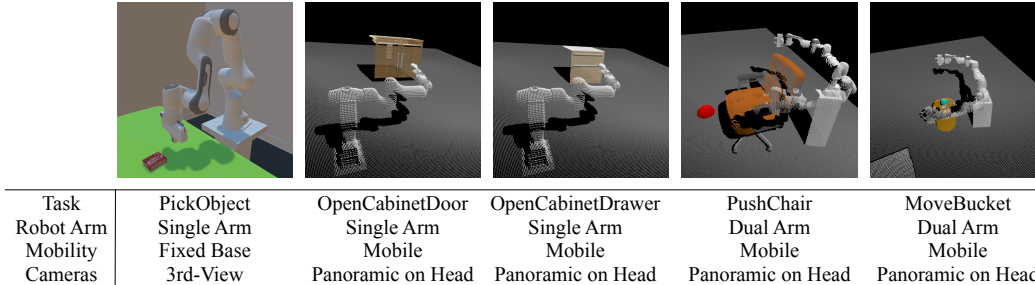 Task PickObject OpenCabinetDoor OpenCabinetDrawer PushChair MoveBucket
Robot Arm Single Arm Single Arm Single Arm Dual Arm Dual Arm
Mobility Fixed Base Mobile Mobile Mobile Mobile
Cameras 3rd-View Panoramic on Head Panoramic on Head Panoramic on Head Panoramic on Head